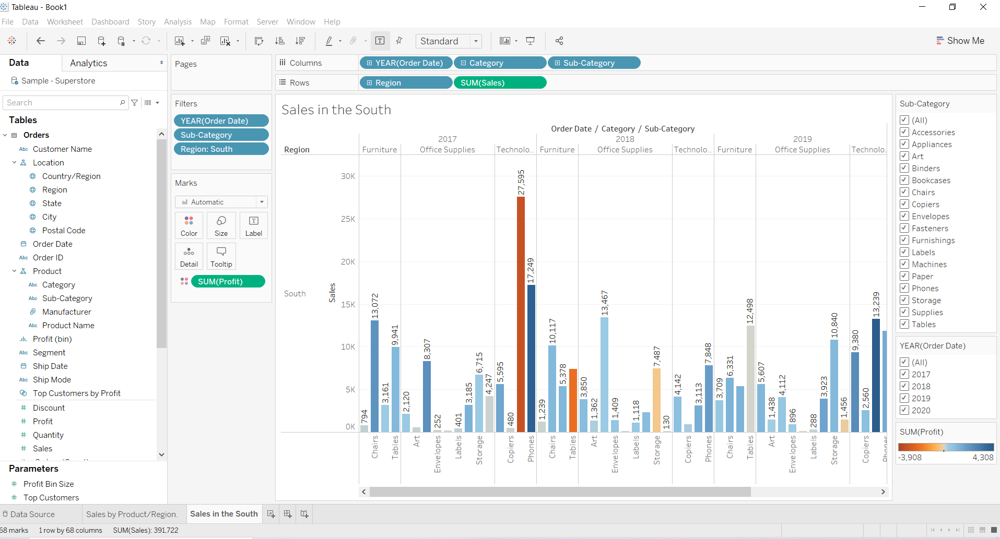 Tableau - Book1
File Data Worksheet Dashboard Story Analysis Map Format Server Window Help
Standard
Show Me
Data
Analytics
Sample - Superstore
Search
Tables
Orders
Abc Customer Name
Location
Country/Region
Region
State
City
Postal Code
Order Date
Abc Order ID
Product
Abc Category
Abc Sub-Category
Manufacturer
Abc Product Name
Profit (bin)
Abc Segment
Ship Date
Abc Ship Mode
Top Customers by Profit
# Discount
# Profit
# Quantity
# Sales
Parameters
# Profit Bin Size
# Top Customers
Pages
Filters
YEAR(Order Date)
Sub-Category
Region: South
Marks
Automatic
Color Size Label
Detail Tooltip
SUM(Profit)
Columns YEAR(Order Date) Category Sub-Category
Rows Region SUM(Sales)
Sales in the South
Order Date / Category / Sub-Category
2017 2018 2019
Region Furniture Office Supplies Technolo.. Furniture Office Supplies Technolo.. Furniture Office Supplies Technolo.
30K
25K
20K
15K
10K
5K
0K
South
Sales
794 13,072 3,161 9,941 2,120 8,307 252 401 3,185 6,715 4,247 5,595 480 27,595 17,249
1,239 10,117 5,378 3,850 1,362 13,467 1,409 1,118 7,487 130 4,142 3,113 7,848
3,709 6,331 12,498 5,607 1,438 4,112 896 288 3,923 10,840 1,456 9,380 2,560 13,239
Chairs Tables Art Envelopes Labels Storage Copiers Phones Chairs Tables Art Envelopes Labels Storage Copiers Phones Chairs Tables Art Envelopes Labels Storage Copiers Phones
Sub-Category
(All)
Accessories
Appliances
Art
Binders
Bookcases
Chairs
Copiers
Envelopes
Fasteners
Furnishings
Labels
Machines
Paper
Phones
Storage
Supplies
Tables
YEAR(Order Date)
(All)
2017
2018
2019
2020
SUM(Profit)
-3,908 4,308
Data Source
Sales by Product/Region.
Sales in the South
68 marks 1 row by 68 columns SUM(Sales): 391,722